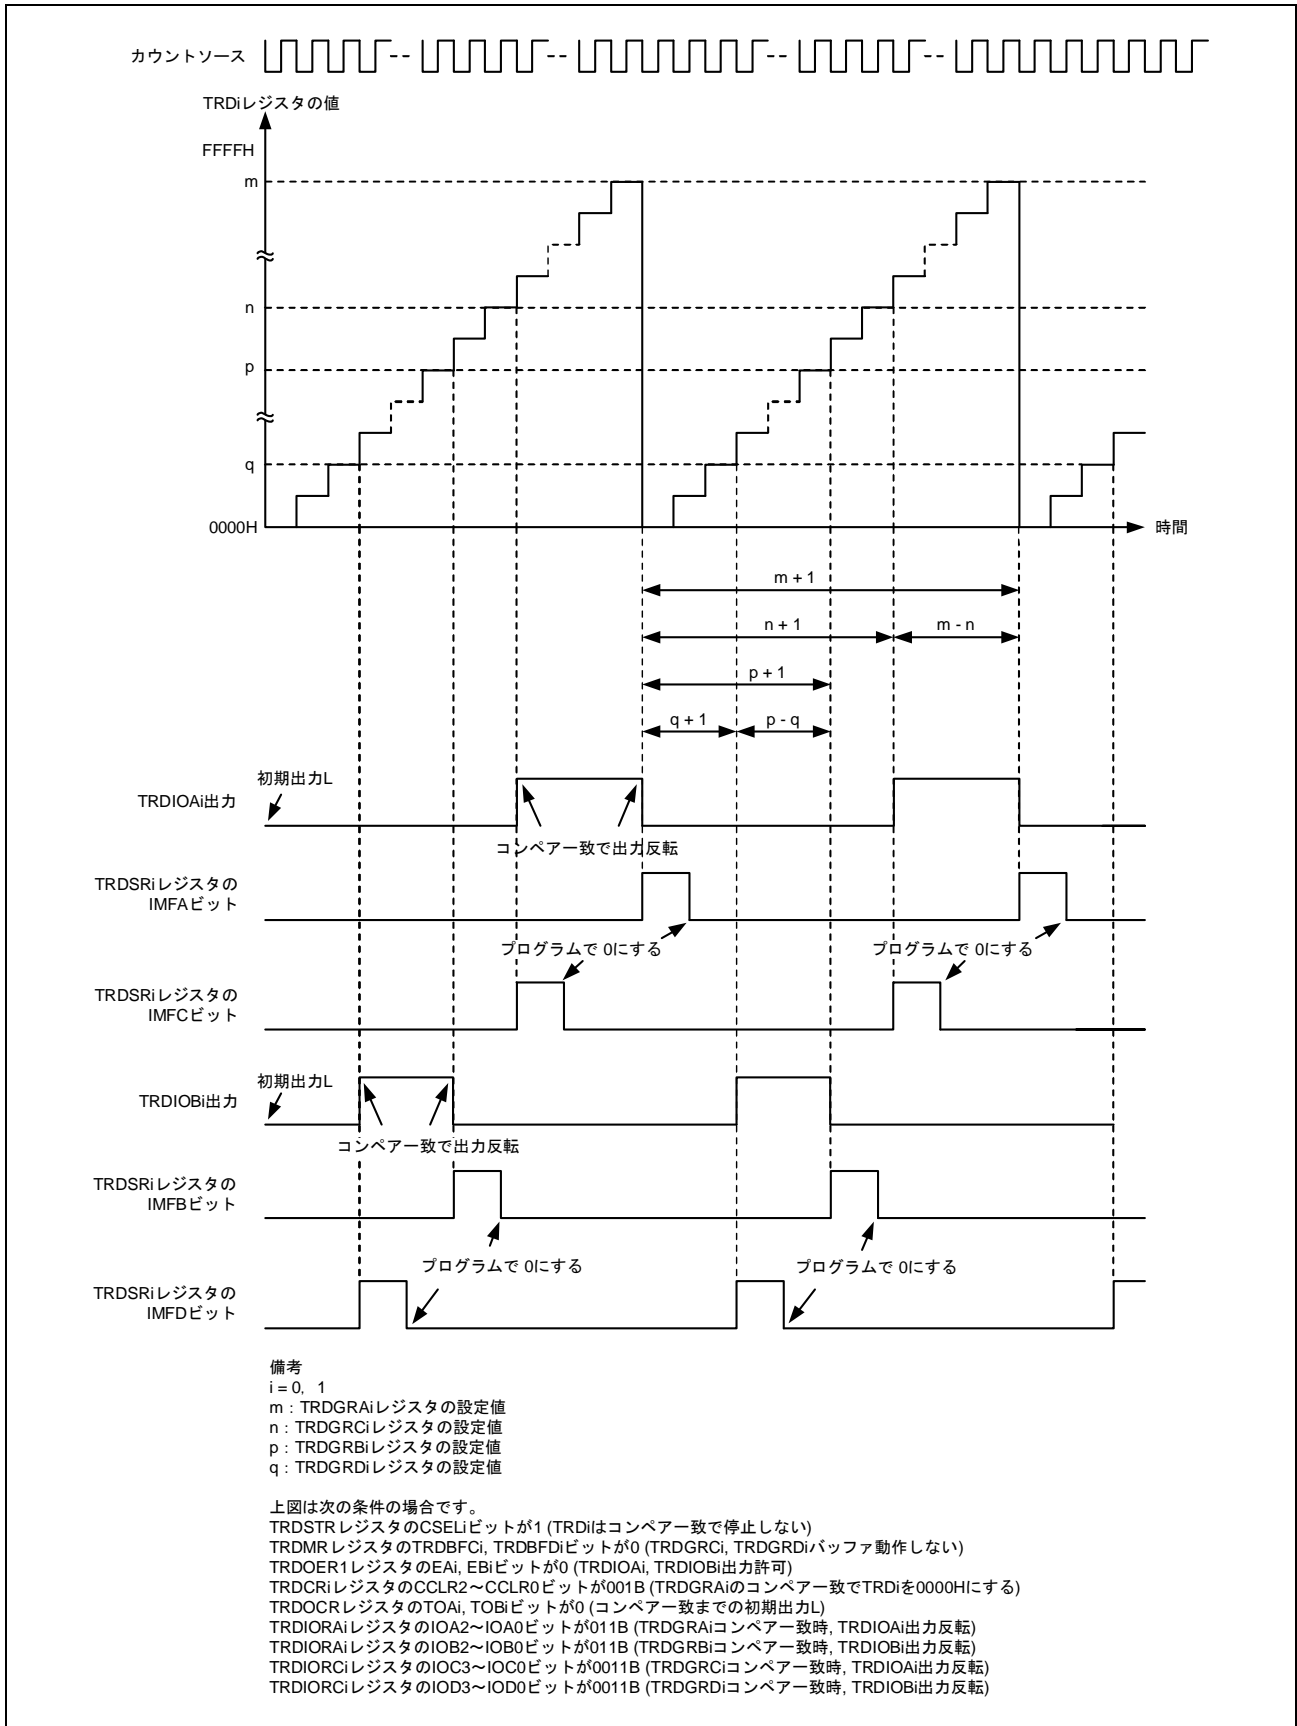 カウントソース
TRDiレジスタの値
FFFFH
m
n
p
q
0000H
時間
m + 1
n + 1
m - n
p + 1
q + 1
p - q
初期出力L
TRDIOAi出力
コンペア一致で出力反転
TRDSRiレジスタの
IMFAビット
プログラムで 0にする
プログラムで 0にする
TRDSRiレジスタの
IMFCビット
初期出力L
TRDIOBi出力
コンペア一致で出力反転
TRDSRiレジスタの
IMFBビット
プログラムで 0にする
プログラムで 0にする
TRDSRiレジスタの
IMFDビット
備考
i = 0, 1
m : TRDGRAiレジスタの設定値
n : TRDGRCiレジスタの設定値
p : TRDGRBiレジスタの設定値
q : TRDGRDiレジスタの設定値
上図は次の条件の場合です。
TRDSTRレジスタのCSELiビットが1 (TRDiはコンペア一致で停止しない)
TRDMRレジスタのTRDBFCi, TRDBFDiビットが0 (TRDGRCi, TRDGRDiバッファ動作しない)
TRDOER1レジスタのEAi, EBiビットが0 (TRDIOAi, TRDIOBi出力許可)
TRDCRiレジスタのCCLR2～CCLR0ビットが001B (TRDGRAiのコンペア一致でTRDiを0000Hにする)
TRDOCRレジスタのTOAi, TOBiビットが0 (コンペア一致までの初期出力L)
TRDIORAiレジスタのIOA2～IOA0ビットが011B (TRDGRAiコンペア一致時, TRDIOAi出力反転)
TRDIORAiレジスタのIOB2～IOB0ビットが011B (TRDGRBiコンペア一致時, TRDIOBi出力反転)
TRDIORCiレジスタのIOC3～IOC0ビットが0011B (TRDGRCiコンペア一致時, TRDIOAi出力反転)
TRDIORCiレジスタのIOD3～IOD0ビットが0011B (TRDGRDiコンペア一致時, TRDIOBi出力反転)